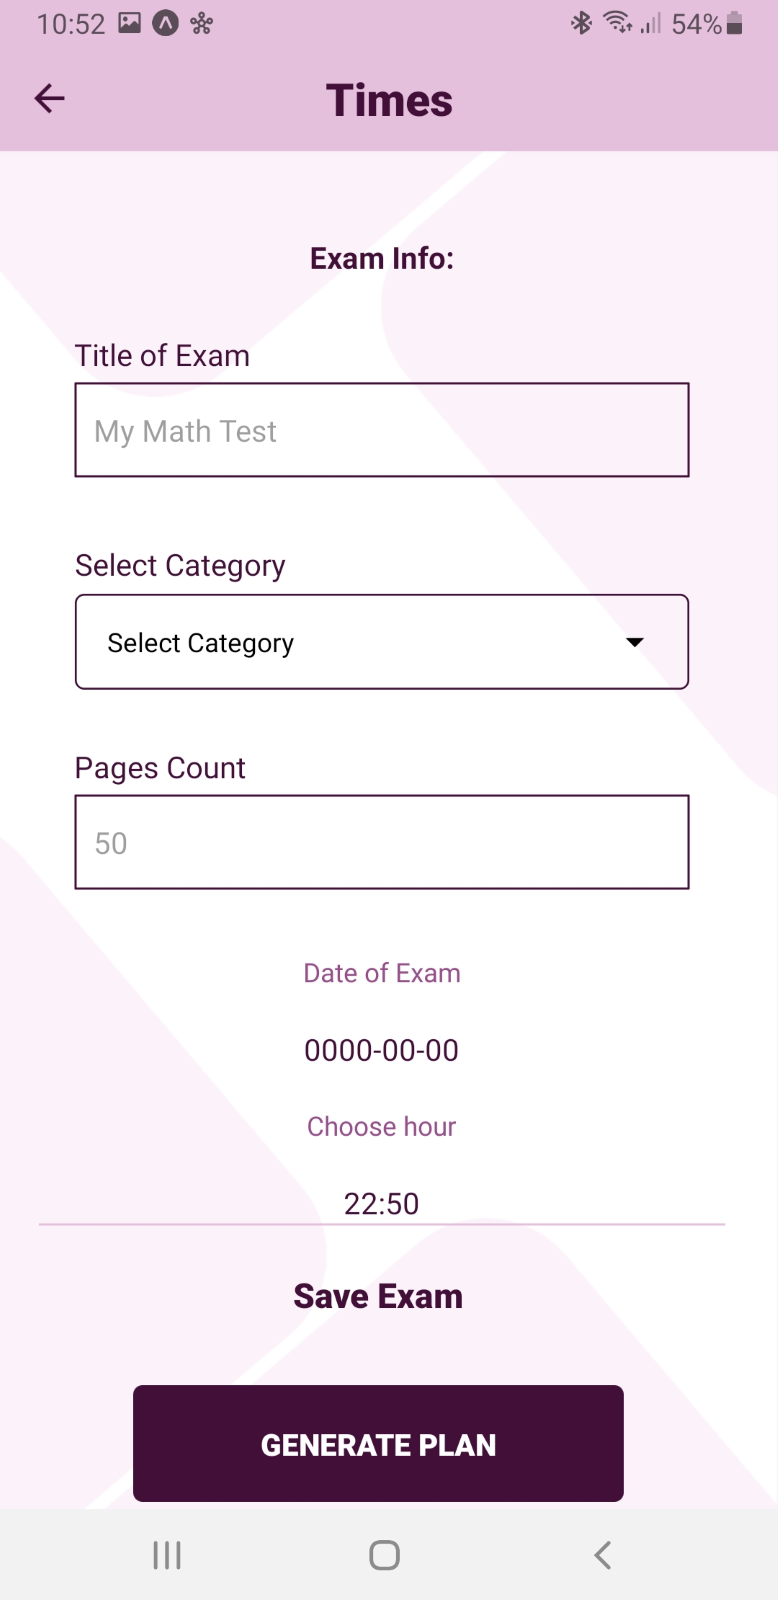 10:52 54%
Times
Exam Info:
Title of Exam
My Math Test
Select Category
Select Category
Pages Count
50
Date of Exam
0000-00-00
Choose hour
22:50
Save Exam
GENERATE PLAN